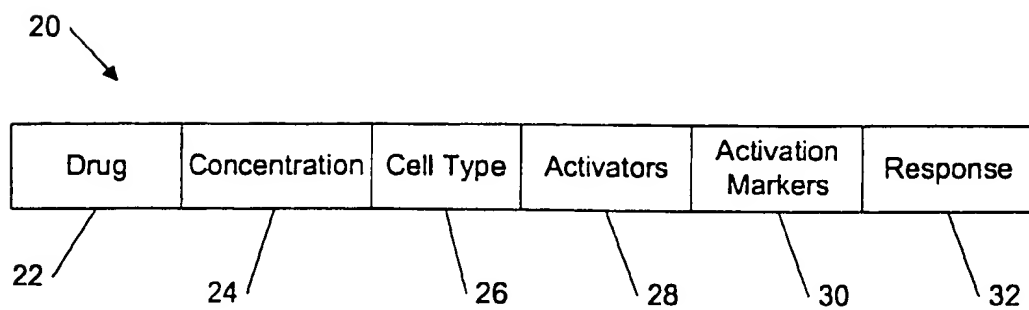 20
Drug Concentration Cell Type Activators Activation Markers Response
22 24 26 28 30 32